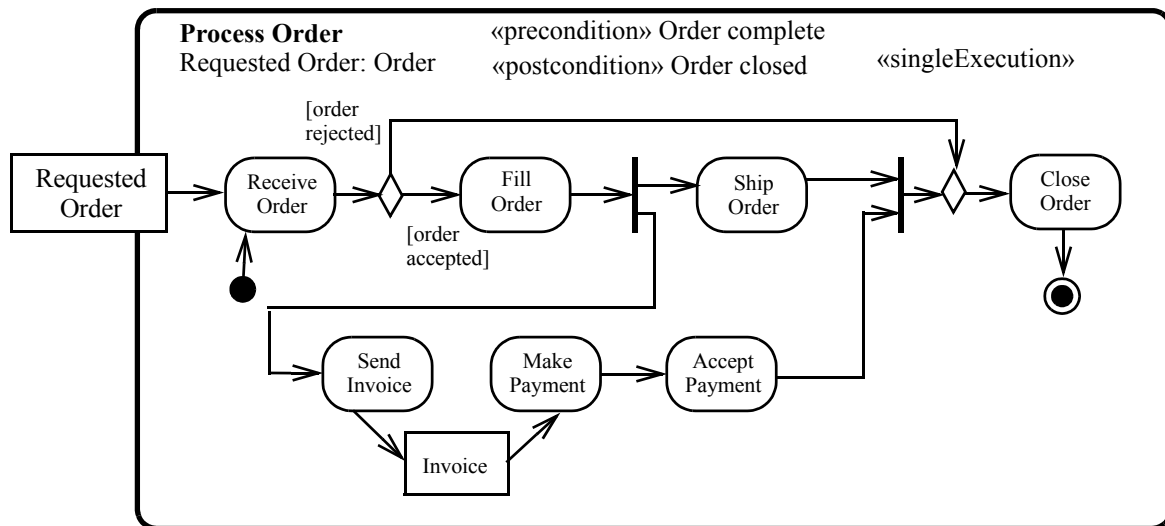 Process Order
«precondition» Order complete
Requested Order: Order
«postcondition» Order closed
«singleExecution»
[order
rejected]
Requested
Order
Receive
Order
Fill
Order
Ship
Order
Close
Order
[order
accepted]
Send
Invoice
Make
Payment
Accept
Payment
Invoice